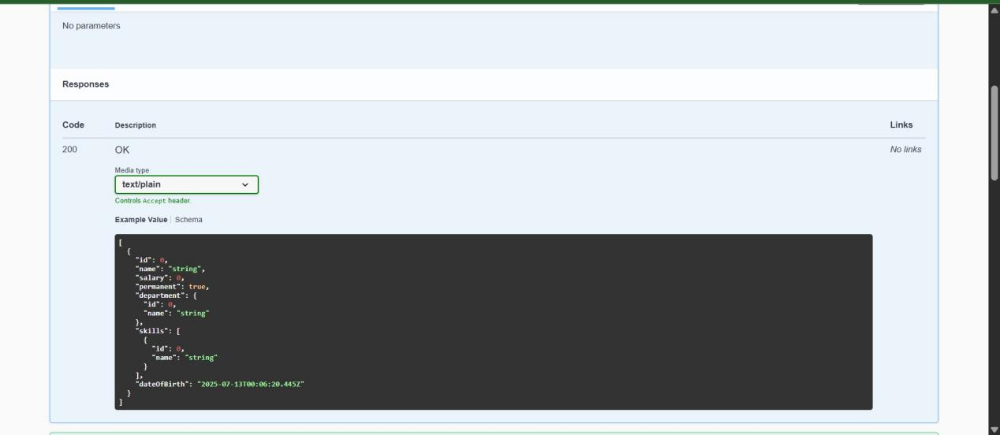 No parameters
Responses
Code Description Links
200 OK No links
Media type
text/plain
Controls Accept header.
Example Value Schema
[
  {
    "id": 0,
    "name": "string",
    "salary": 0,
    "permanent": true,
    "department": {
      "id": 0,
      "name": "string"
    },
    "skills": [
      {
        "id": 0,
        "name": "string"
      }
    ],
    "dateOfBirth": "2025-07-13T00:06:20.445Z"
  }
]